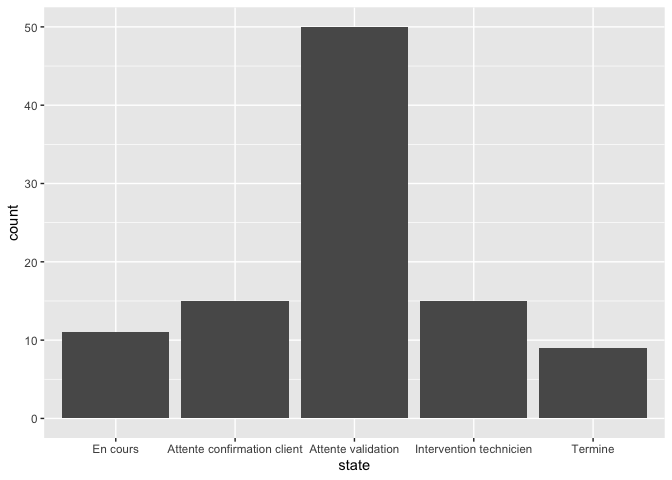 50
40
30
20
10
0
count
En cours Attente confirmation client Attente validation Intervention technicien Termine
state